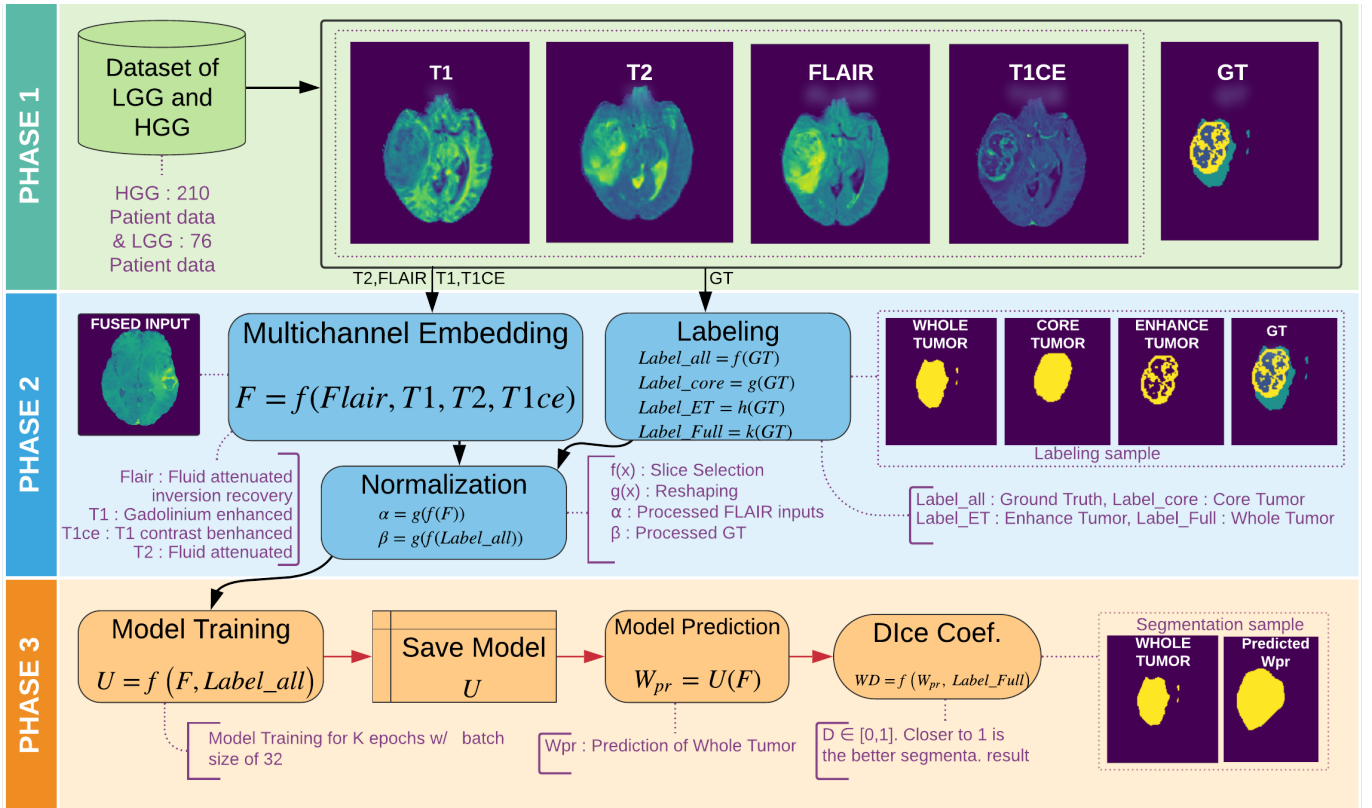 PHASE 1
Dataset of
LGG and
HGG
HGG : 210
Patient data
& LGG : 76
Patient data
T1
T2
FLAIR
T1CE
GT
T2,FLAIR
T1,T1CE
GT
PHASE 2
FUSED INPUT
Multichannel Embedding
F = f(Flair, T1, T2, T1ce)
Labeling
Label_all = f(GT)
Label_core = g(GT)
Label_ET = h(GT)
Label_Full = k(GT)
WHOLE
TUMOR
CORE
TUMOR
ENHANCE
TUMOR
GT
Labeling sample
Flair : Fluid attenuated
inversion recovery
T1 : Gadolinium enhanced
T1ce : T1 contrast benhanced
T2 : Fluid attenuated
Normalization
α = g(f(F))
β = g(f(Label_all))
f(x) : Slice Selection
g(x) : Reshaping
α : Processed FLAIR inputs
β : Processed GT
Label_all : Ground Truth, Label_core : Core Tumor
Label_ET : Enhance Tumor, Label_Full : Whole Tumor
PHASE 3
Model Training
U = f (F, Label_all)
Save Model
U
Model Prediction
W_pr = U(F)
DIce Coef.
WD = f (W_pr, Label_Full)
Segmentation sample
WHOLE
TUMOR
Predicted
Wpr
Model Training for K epochs w/ batch
size of 32
Wpr : Prediction of Whole Tumor
D ∈ [0,1]. Closer to 1 is
the better segmenta. result